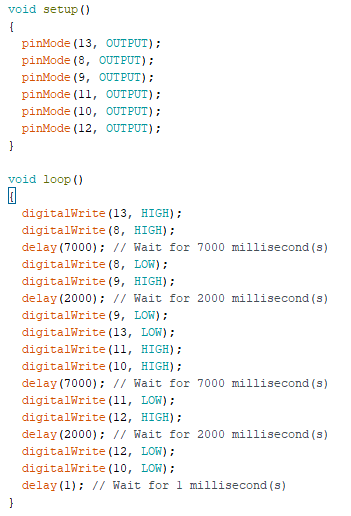 void setup()
{
  pinMode(13, OUTPUT);
  pinMode(8, OUTPUT);
  pinMode(9, OUTPUT);
  pinMode(11, OUTPUT);
  pinMode(10, OUTPUT);
  pinMode(12, OUTPUT);
}

void loop()
{
  digitalWrite(13, HIGH);
  digitalWrite(8, HIGH);
  delay(7000); // Wait for 7000 millisecond(s)
  digitalWrite(8, LOW);
  digitalWrite(9, HIGH);
  delay(2000); // Wait for 2000 millisecond(s)
  digitalWrite(9, LOW);
  digitalWrite(13, LOW);
  digitalWrite(11, HIGH);
  digitalWrite(10, HIGH);
  delay(7000); // Wait for 7000 millisecond(s)
  digitalWrite(11, LOW);
  digitalWrite(12, HIGH);
  delay(2000); // Wait for 2000 millisecond(s)
  digitalWrite(12, LOW);
  digitalWrite(10, LOW);
  delay(1); // Wait for 1 millisecond(s)
}